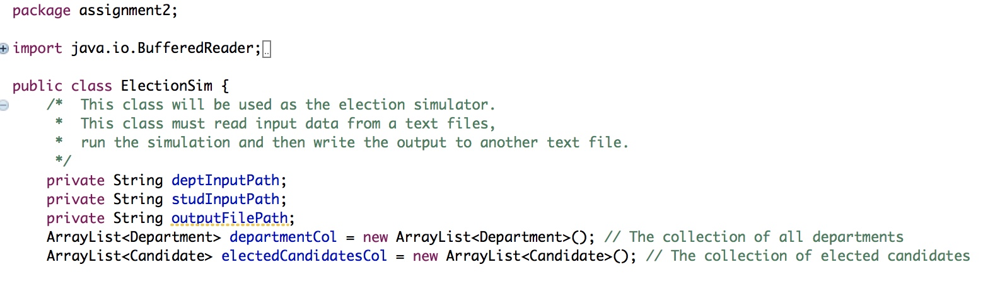 package assignment2;
import java.io.BufferedReader;
public class ElectionSim {
/*  This class will be used as the election simulator.
*  This class must read input data from a text files,
*  run the simulation and then write the output to another text file.
*/
private String deptInputPath;
private String studInputPath;
private String outputFilePath;
ArrayList<Department> departmentCol = new ArrayList<Department>(); // The collection of all departments
ArrayList<Candidate> electedCandidatesCol = new ArrayList<Candidate>(); // The collection of elected candidates